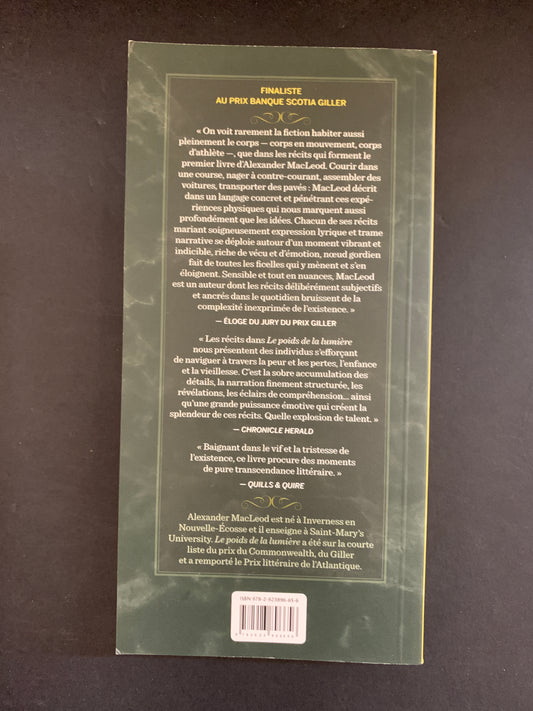 FINALISTE
AU PRIX BANQUE SCOTIA GILLER
« On voit rarement la fiction habiter aussi
pleinement le corps — corps en mouvement, corps
d'athlète —, que dans les récits qui forment le
premier livre d'Alexander MacLeod. Courir dans
une course, nager à contre-courant, assembler des
voitures, transporter des pavés : MacLeod décrit
dans un langage concret et pénétrant ces expé-
riences physiques qui nous marquent aussi
profondément que les idées. Chacun de ses récits
mariant soigneusement expression lyrique et trame
narrative se déploie autour d'un moment vibrant et
indicible, riche de vécu et d'émotion, nœud gordien
fait de toutes les ficelles qui y mènent et s'en
éloignent. Sensible et tout en nuances, MacLeod
est un auteur dont les récits délibérément subjectifs
et ancrés dans le quotidien bruissent de la
complexité inexprimée de l'existence. »
— ÉLOGE DU JURY DU PRIX GILLER
« Les récits dans Le poids de la lumière
nous présentent des individus s'efforçant
de naviguer à travers la peur et les pertes, l'enfance
et la vieillesse. C'est la sobre accumulation des
détails, la narration finement structurée, les
révélations, les éclairs de compréhension... ainsi
qu'une grande puissance émotive qui créent la
splendeur de ces récits. Quelle explosion de talent. »
— CHRONICLE HERALD
« Baignant dans le vif et la tristesse de
l'existence, ce livre procure des moments
de pure transcendance littéraire. »
— QUILLS & QUIRE
Alexander MacLeod est né à Inverness en
Nouvelle-Écosse et il enseigne à Saint-Mary's
University. Le poids de la lumière a été sur la courte
liste du prix du Commonwealth, du Giller
et a remporté le Prix littéraire de l'Atlantique.